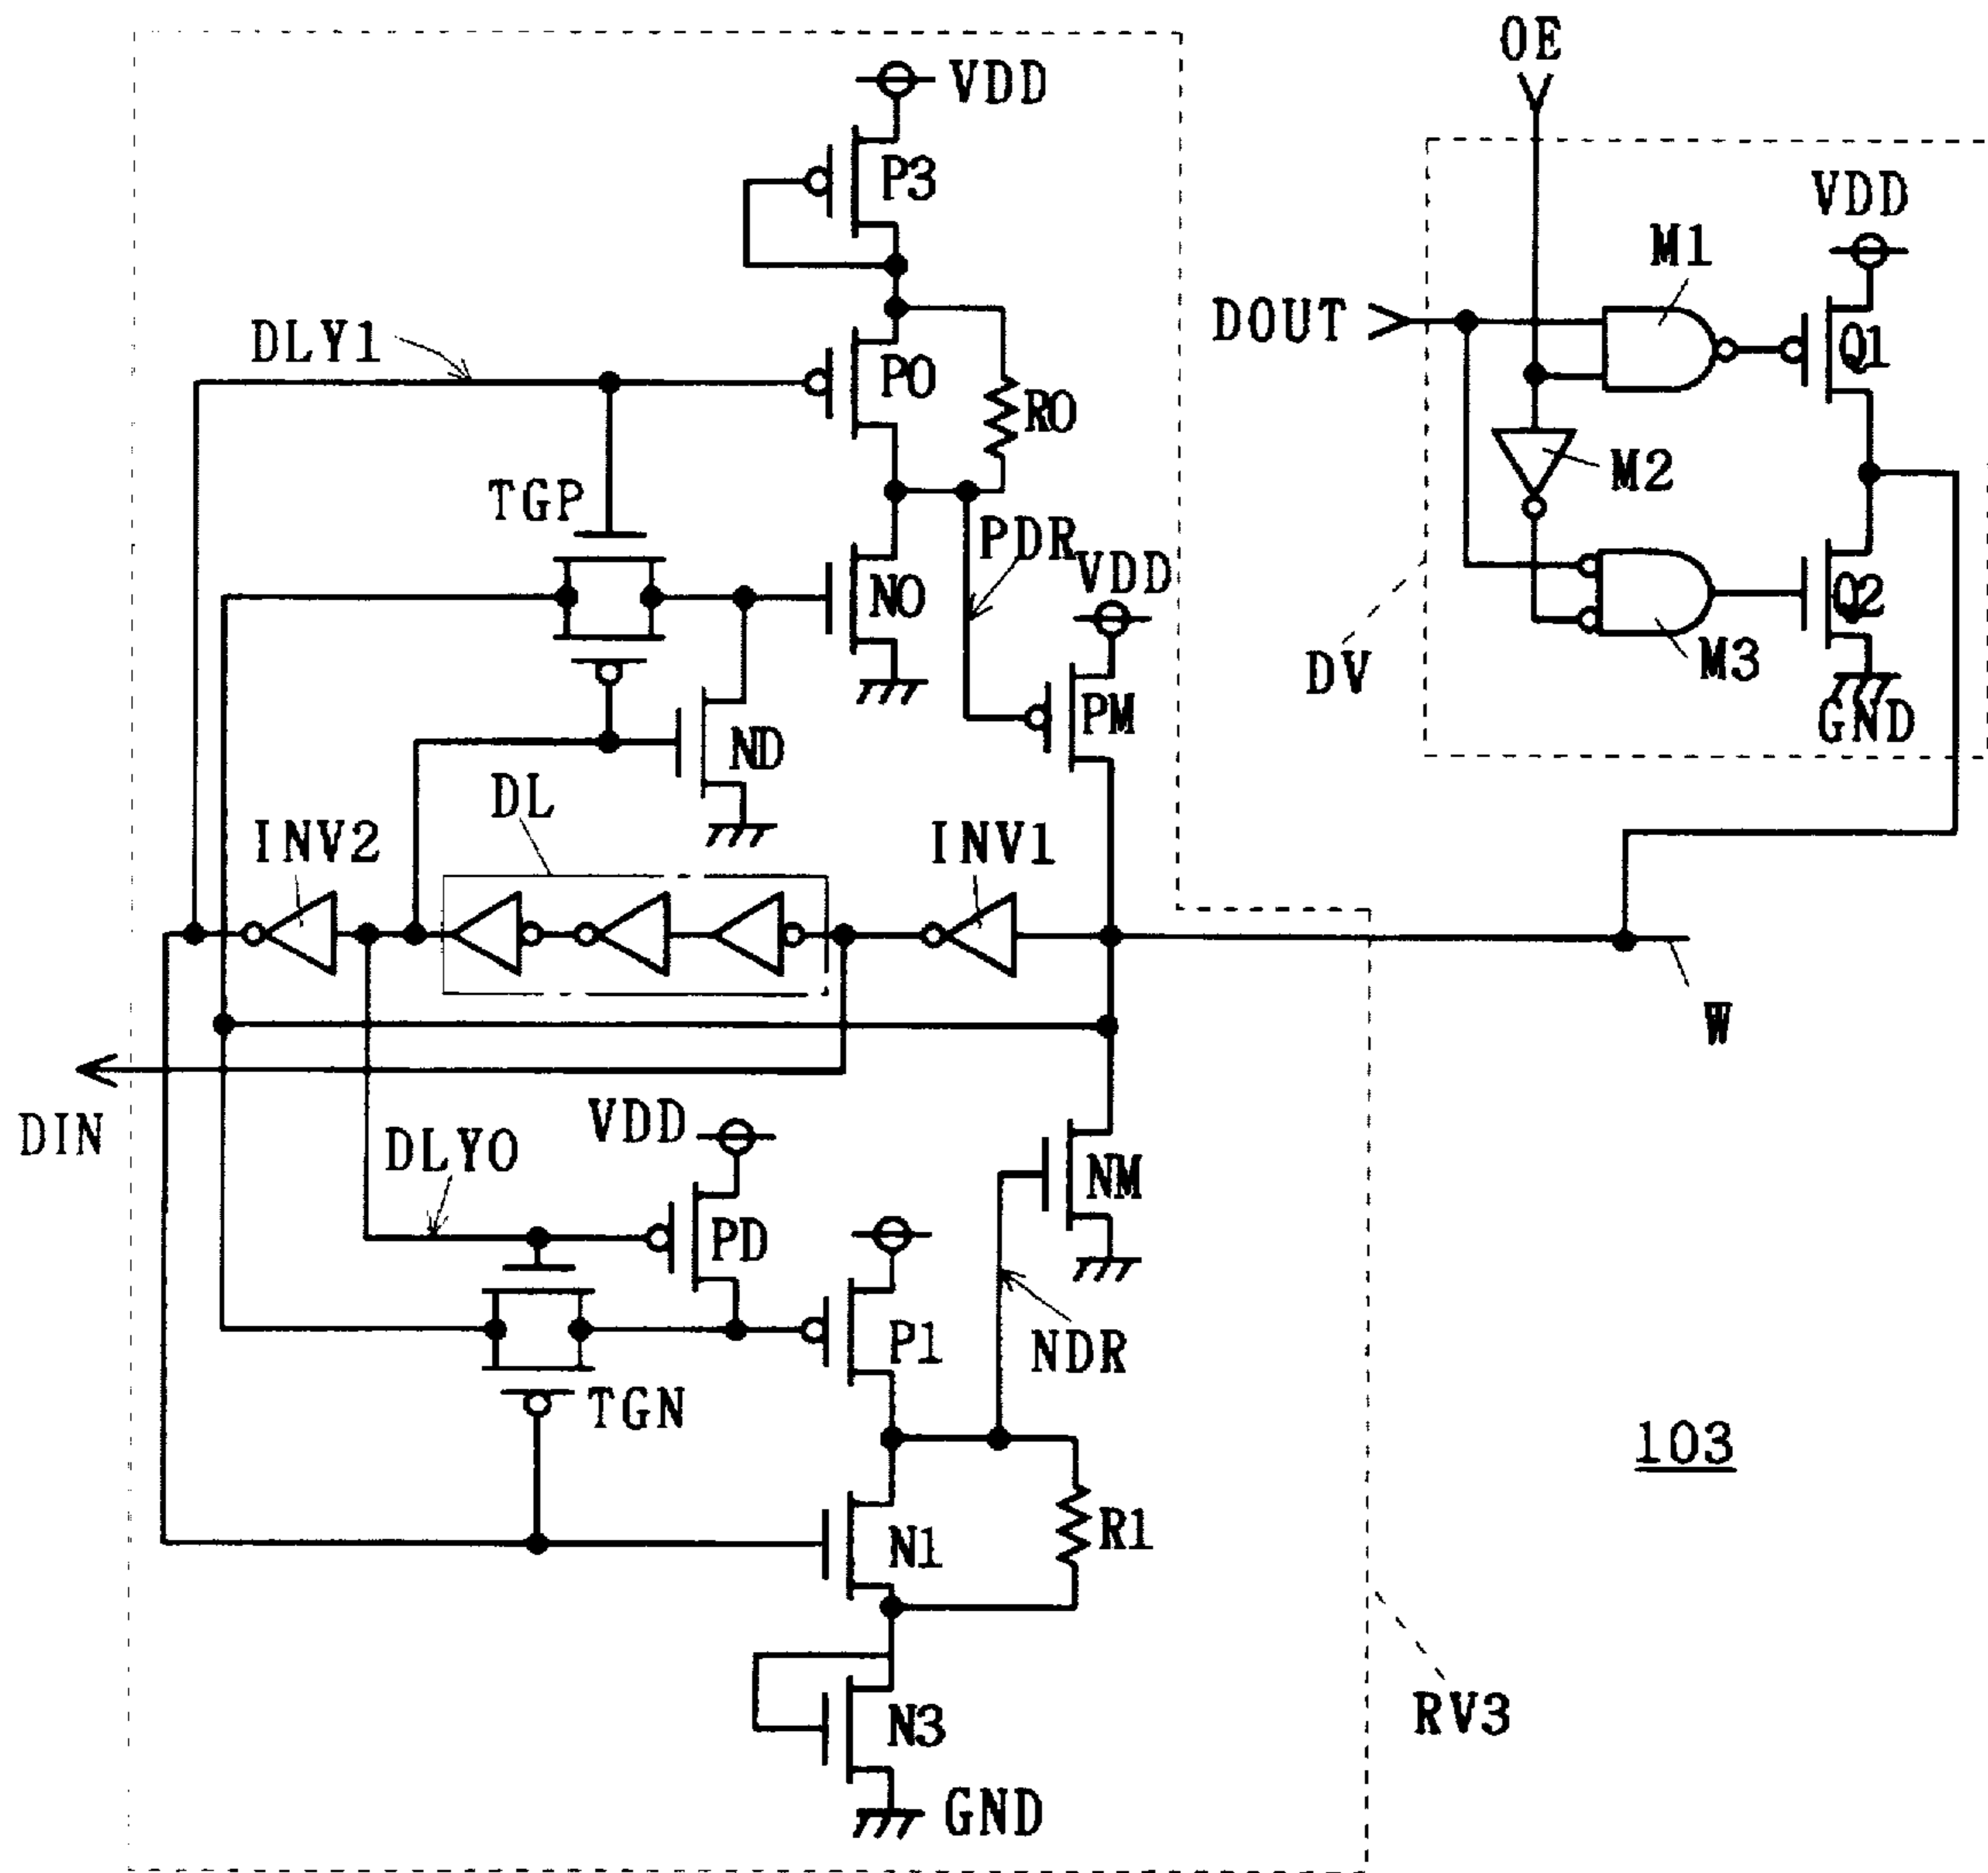 OE
VDD
P3
VDD
M1
DOUT
Q1
DLY1
P0
R0
M2
TGP
PDR
VDD
N0
Q2
M3
DV
PM
GND
ND
DL
INV2
INV1
W
DIN
VDD
DLY0
NM
PD
P1
NDR
TGN
103
R1
N1
RV3
N3
GND